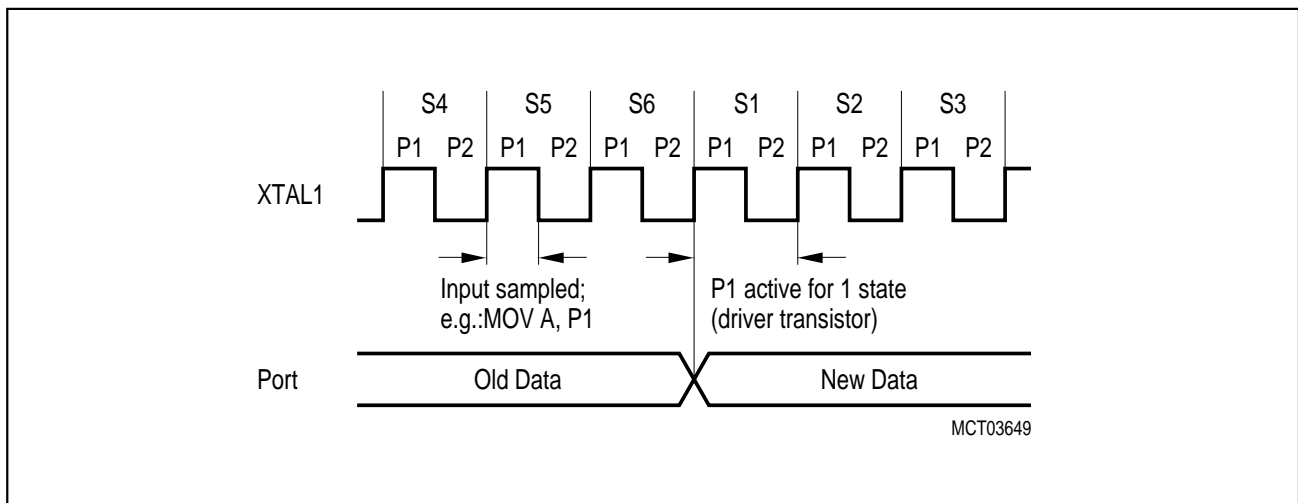 S4 S5 S6 S1 S2 S3
P1 P2 P1 P2 P1 P2 P1 P2 P1 P2 P1 P2
XTAL1
Input sampled;
e.g.:MOV A, P1
P1 active for 1 state
(driver transistor)
Port
Old Data
New Data
MCT03649